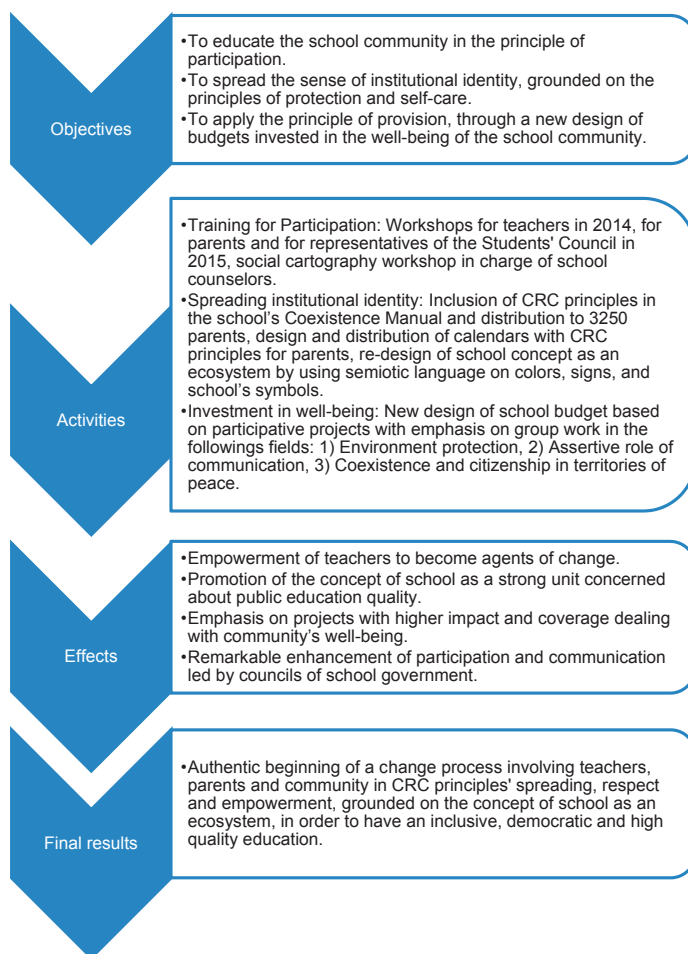 Objectives
•To educate the school community in the principle of
participation.
•To spread the sense of institutional identity, grounded on the
principles of protection and self-care.
•To apply the principle of provision, through a new design of
budgets invested in the well-being of the school community.
Activities
•Training for Participation: Workshops for teachers in 2014, for
parents and for representatives of the Students' Council in
2015, social cartography workshop in charge of school
counselors.
•Spreading institutional identity: Inclusion of CRC principles in
the school’s Coexistence Manual and distribution to 3250
parents, design and distribution of calendars with CRC
principles for parents, re-design of school concept as an
ecosystem by using semiotic language on colors, signs, and
school’s symbols.
•Investment in well-being: New design of school budget based
on participative projects with emphasis on group work in the
followings fields: 1) Environment protection, 2) Assertive role of
communication, 3) Coexistence and citizenship in territories of
peace.
Effects
•Empowerment of teachers to become agents of change.
•Promotion of the concept of school as a strong unit concerned
about public education quality.
•Emphasis on projects with higher impact and coverage dealing
with community’s well-being.
•Remarkable enhancement of participation and communication
led by councils of school government.
Final results
•Authentic beginning of a change process involving teachers,
parents and community in CRC principles' spreading, respect
and empowerment, grounded on the concept of school as an
ecosystem, in order to have an inclusive, democratic and high
quality education.